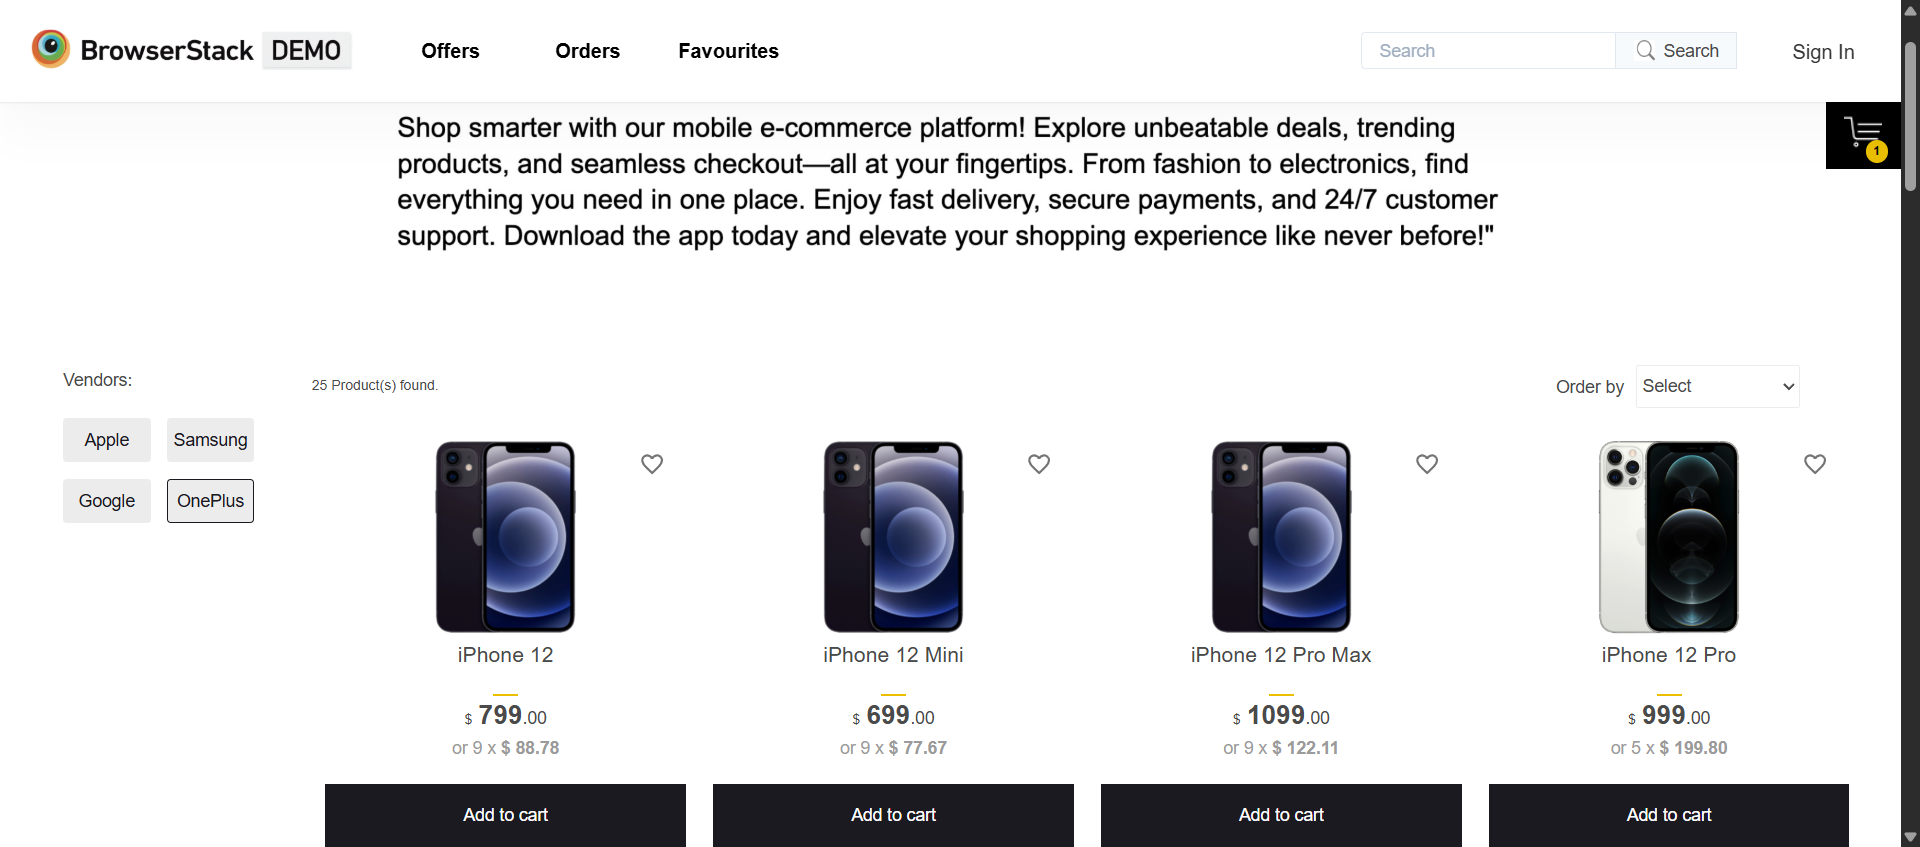 BrowserStack DEMO
Offers
Orders
Favourites
Search
Search
Sign In
1
Shop smarter with our mobile e-commerce platform! Explore unbeatable deals, trending
products, and seamless checkout—all at your fingertips. From fashion to electronics, find
everything you need in one place. Enjoy fast delivery, secure payments, and 24/7 customer
support. Download the app today and elevate your shopping experience like never before!"
Vendors:
Apple
Samsung
Google
OnePlus
25 Product(s) found.
Order by
Select
iPhone 12
$ 799.00
or 9 x $ 88.78
Add to cart
iPhone 12 Mini
$ 699.00
or 9 x $ 77.67
Add to cart
iPhone 12 Pro Max
$ 1099.00
or 9 x $ 122.11
Add to cart
iPhone 12 Pro
$ 999.00
or 5 x $ 199.80
Add to cart